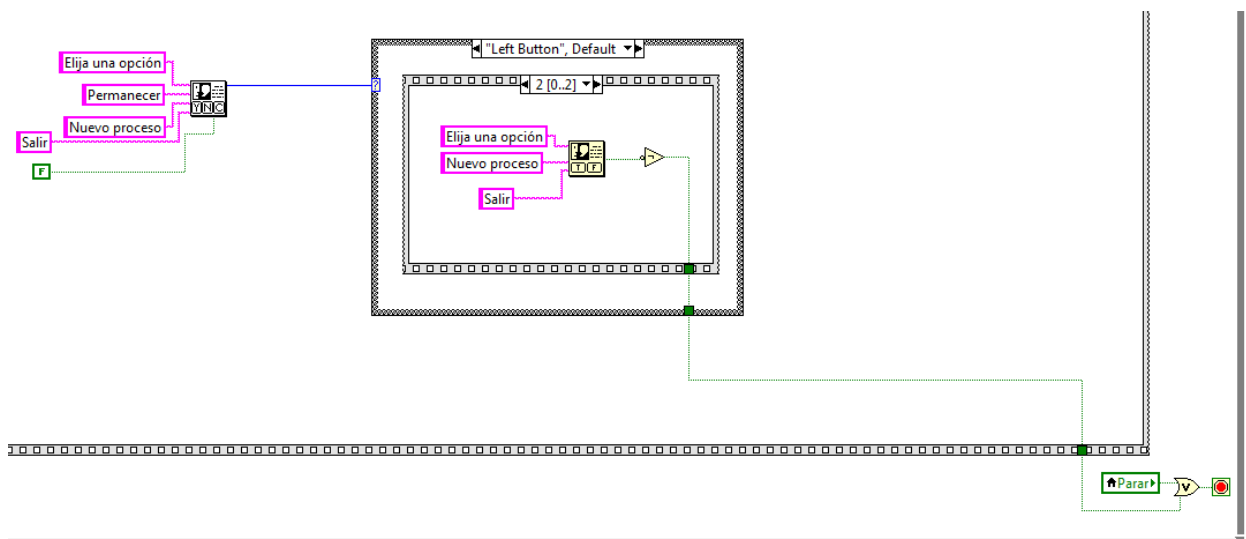 "Left Button", Default
Elija una opción
Permanecer
Nuevo proceso
Salir
F
Y N C
?
2 [0..2]
Elija una opción
Nuevo proceso
Salir
T F
Parar
V